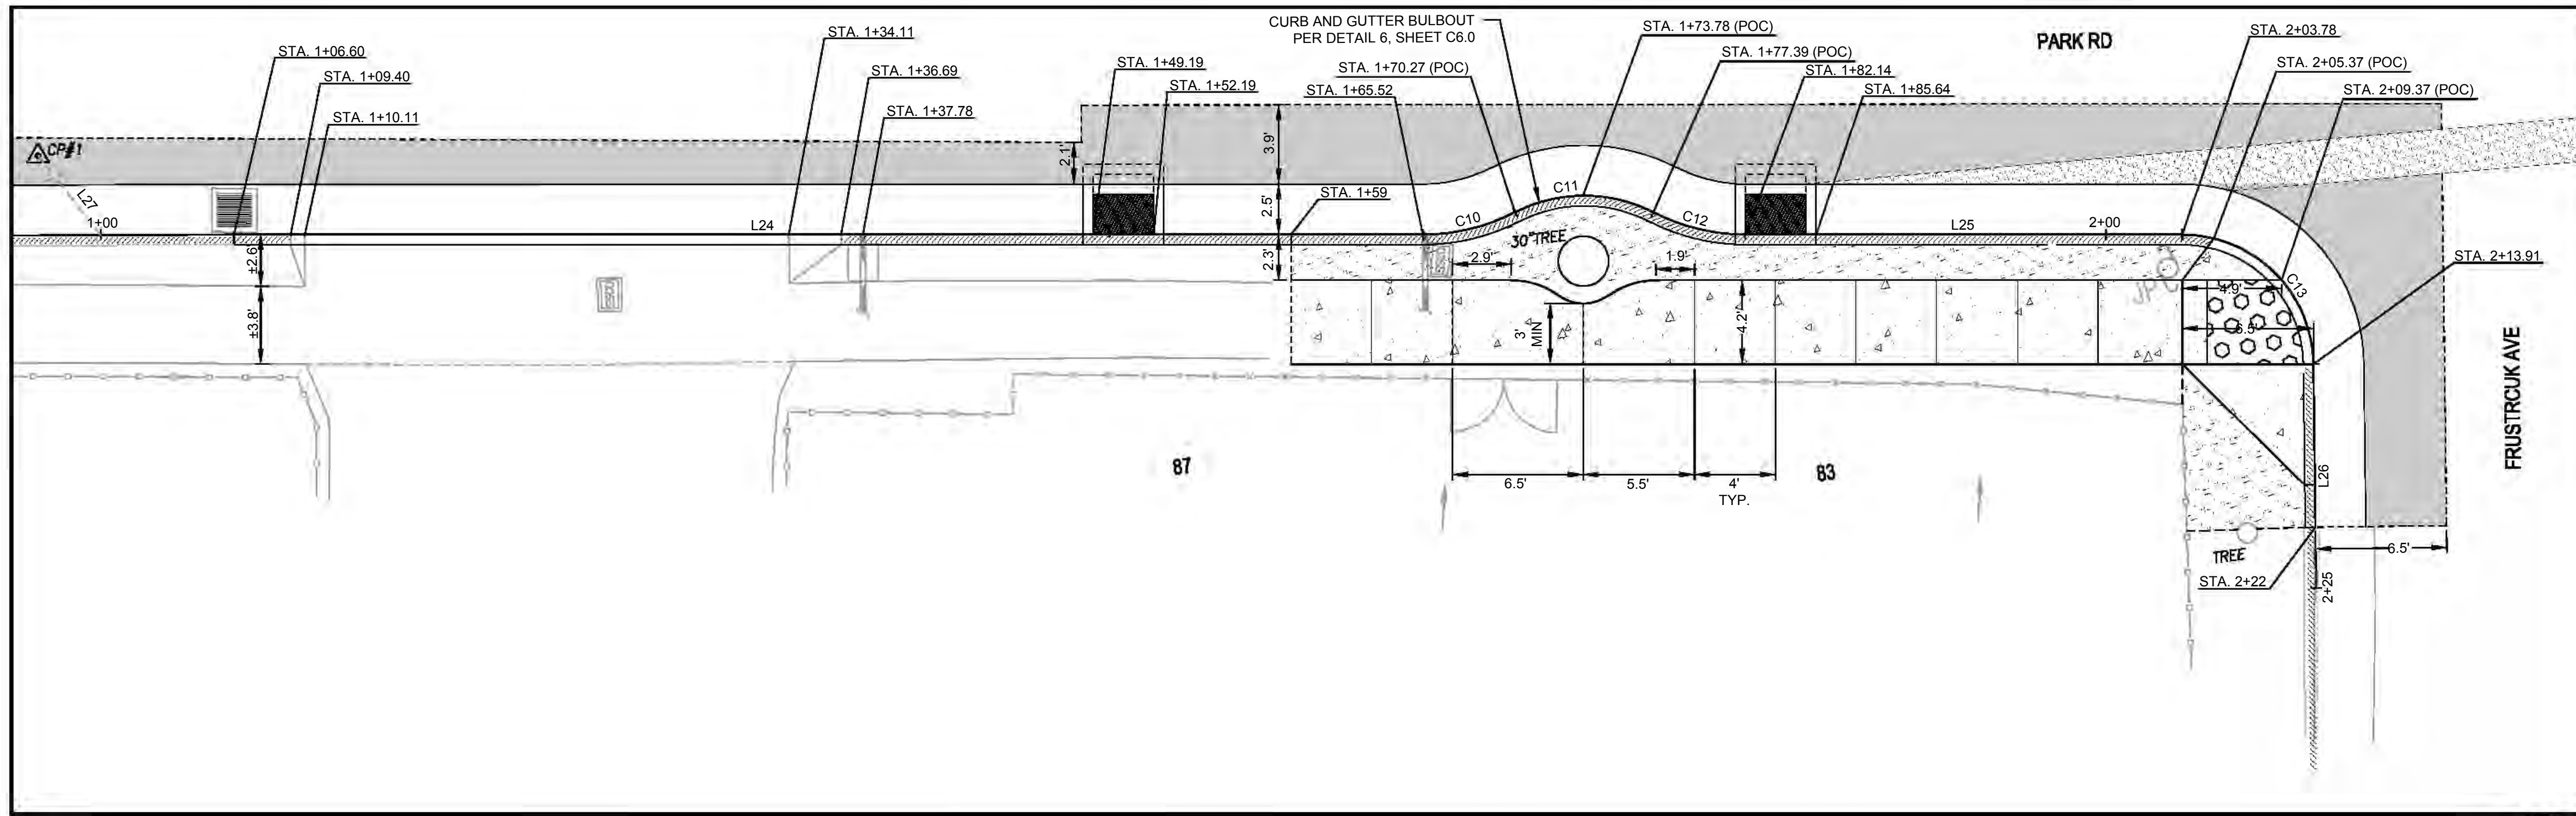 CURB AND GUTTER BULBOUT
PER DETAIL 6, SHEET C6.0
STA. 1+73.78 (POC)
STA. 2+03.78
PARK RD
STA. 1+34.11
STA. 1+06.60
STA. 1+77.39 (POC)
STA. 1+49.19
STA. 2+05.37 (POC)
STA. 1+70.27 (POC)
STA. 1+36.69
STA. 1+82.14
STA. 1+09.40
STA. 1+52.19
STA. 1+65.52
STA. 1+85.64
STA. 2+09.37 (POC)
STA. 1+37.78
STA. 1+10.11
CP#1
2.1'
3.9'
L27
C11
STA. 1+59
2.5'
1+00
L24
C10
C12
L25
2+00
30"TREE
±2.6'
2.3'
2.9'
1.9'
STA. 2+13.91
JP
4.9'
C13
±3.8'
3'
MIN
4.2'
6.5'
FRUSTRCUK AVE
87
83
6.5'
5.5'
4'
TYP.
L26
TREE
6.5'
STA. 2+22
2+25